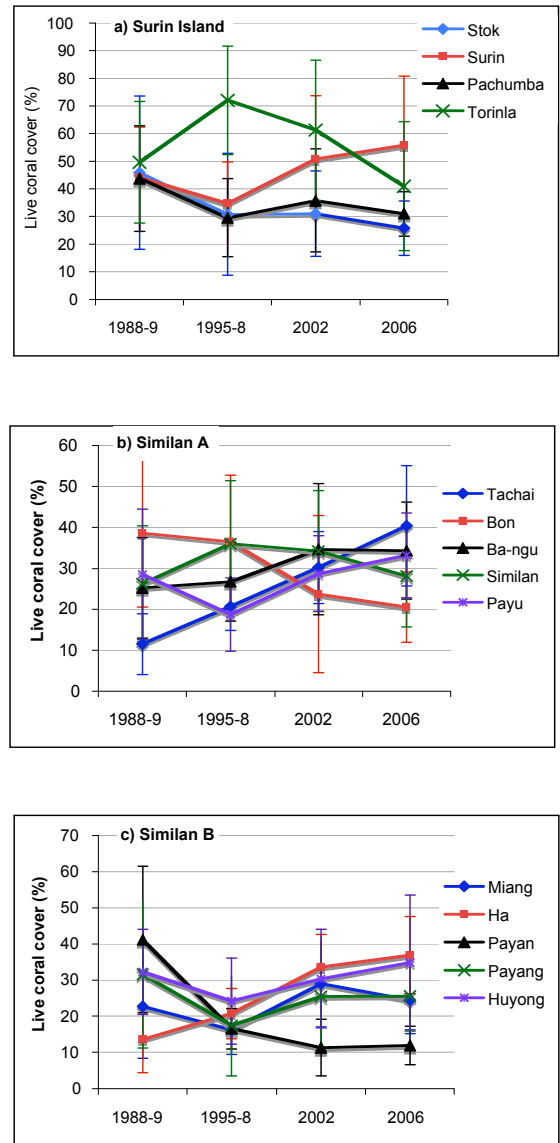 a) Surin Island
Live coral cover (%)
100
90
80
70
60
50
40
30
20
10
0
1988-9 1995-8 2002 2006
Stok
Surin
Pachumba
Torinla
b) Similan A
Live coral cover (%)
60
50
40
30
20
10
0
1988-9 1995-8 2002 2006
Tachai
Bon
Ba-ngu
Similan
Payu
c) Similan B
Live coral cover (%)
70
60
50
40
30
20
10
0
1988-9 1995-8 2002 2006
Miang
Ha
Payan
Payang
Huyong